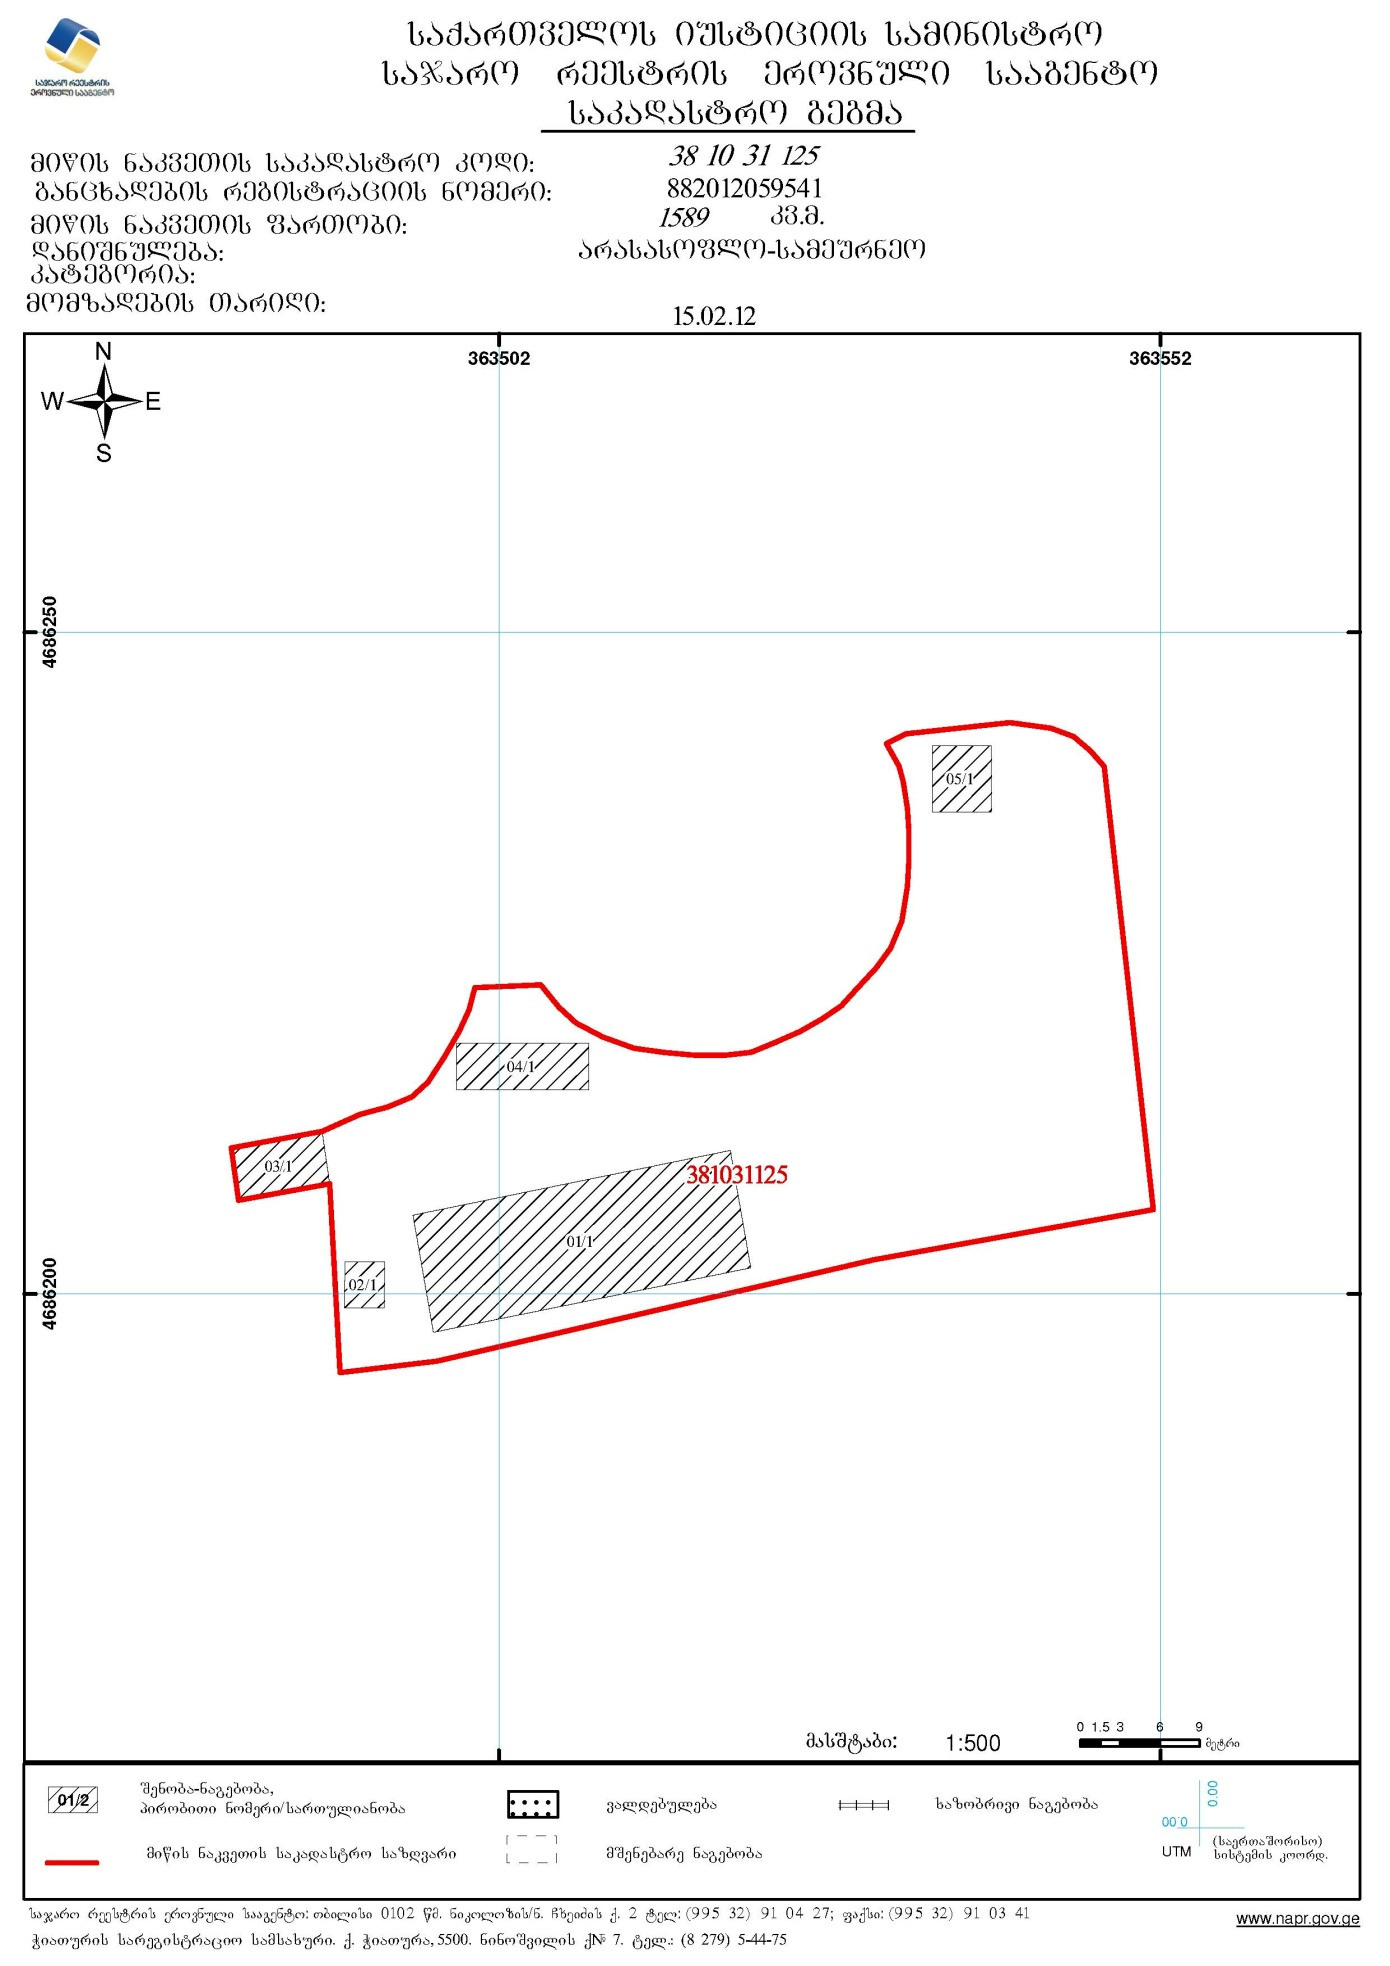 საჯარო რეესტრის
ეროვნული სააგენტო
საქართველოს იუსტიციის სამინისტრო
საჯარო რეესტრის ეროვნული სააგენტო
საკადასტრო გეგმა
მიწის ნაკვეთის საკადასტრო კოდი: 38 10 31 125
განცხადების რეგისტრაციის ნომერი: 882012059541
მიწის ნაკვეთის ფართობი: 1589 კვ.მ.
დანიშნულება: არასასოფლო-სამეურნეო
კატეგორია:
მომზადების თარიღი: 15.02.12
363502 363552
N
W E
S
4686250
05/1
04/1
03/1
381031125
01/1
02/1
4686200
მასშტაბი: 1:500
0 1.5 3 6 9
მეტრი
01/2
შენობა-ნაგებობა,
პირობითი ნომერი/სართულიანობა
ვალდებულება
საზობრივი ნაგებობა
00.0
00.0
UTM
(საერთაშორისო)
სისტემის კოორდ.
მიწის ნაკვეთის საკადასტრო საზღვარი
მშენებარე ნაგებობა
საჯარო რეესტრის ეროვნული სააგენტო: თბილისი 0102 წმ. ნიკოლოზის/ნ. ჩხეიძის ქ. 2 ტელ: (995 32) 91 04 27; ფაქსი: (995 32) 91 03 41
www.napr.gov.ge
ჭიათურის სარეგისტრაციო სამსახური. ქ. ჭიათურა, 5500. ნინოშვილის ქ№ 7. ტელ.: (8 279) 5-44-75